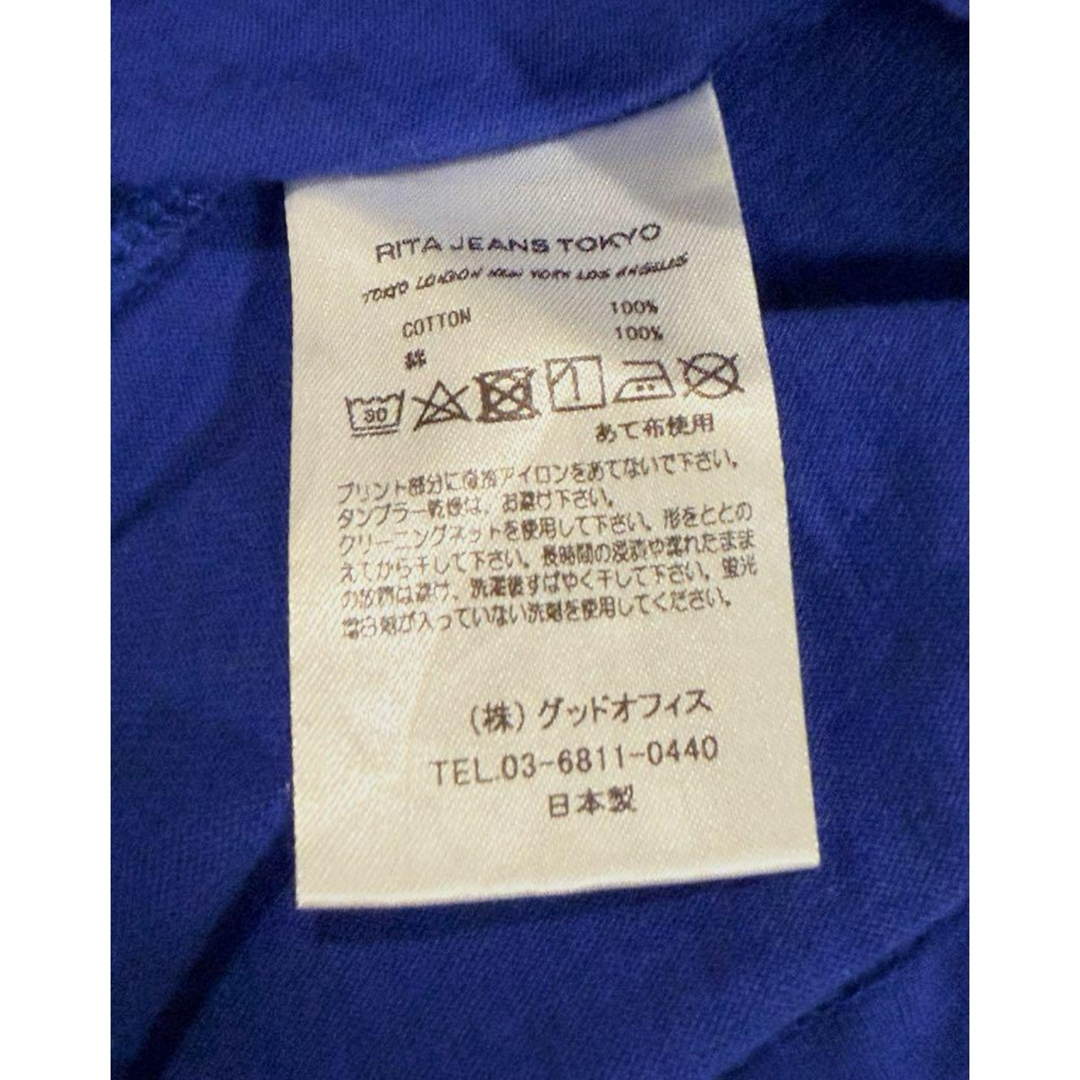 RITA JEANS TOKYO
TOKYO LONDON NEW YORK LOS ANGELES
COTTON 100%
綿 100%
30
あて布使用
プリント部分に直接アイロンをあてないで下さい。
タンブラー乾燥は、お避け下さい。
クリーニングネットを使用して下さい。形をととの
えてから干して下さい。長時間の浸漬や濡れたまま
の放置は避け、洗濯後すばやく干して下さい。蛍光
増白剤が入っていない洗剤を使用してください。
(株)グッドオフィス
TEL.03-6811-0440
日本製